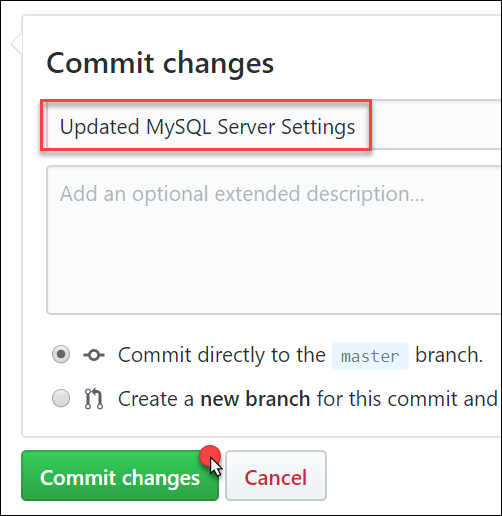 Commit changes
Updated MySQL Server Settings
Add an optional extended description...
Commit directly to the master branch.
Create a new branch for this commit and
Commit changes
Cancel